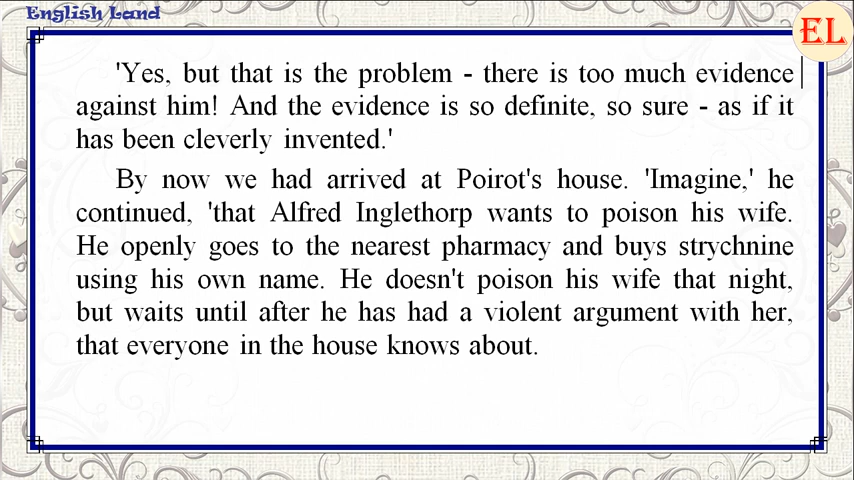 English Land
EL
'Yes, but that is the problem - there is too much evidence
against him! And the evidence is so definite, so sure - as if it
has been cleverly invented.'
By now we had arrived at Poirot's house. 'Imagine,' he
continued, 'that Alfred Inglethorp wants to poison his wife.
He openly goes to the nearest pharmacy and buys strychnine
using his own name. He doesn't poison his wife that night,
but waits until after he has had a violent argument with her,
that everyone in the house knows about.